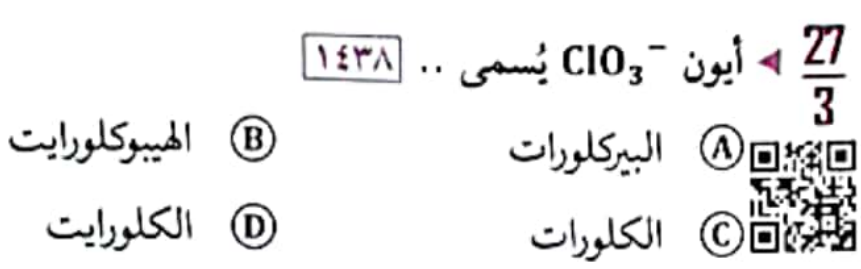 27/3 ◄ أيون ClO₃⁻ يُسمى .. ١٤٣٨
Ⓐ البيركلورات Ⓑ الهيبوكلورايت
Ⓒ الكلورات Ⓓ الكلورايت